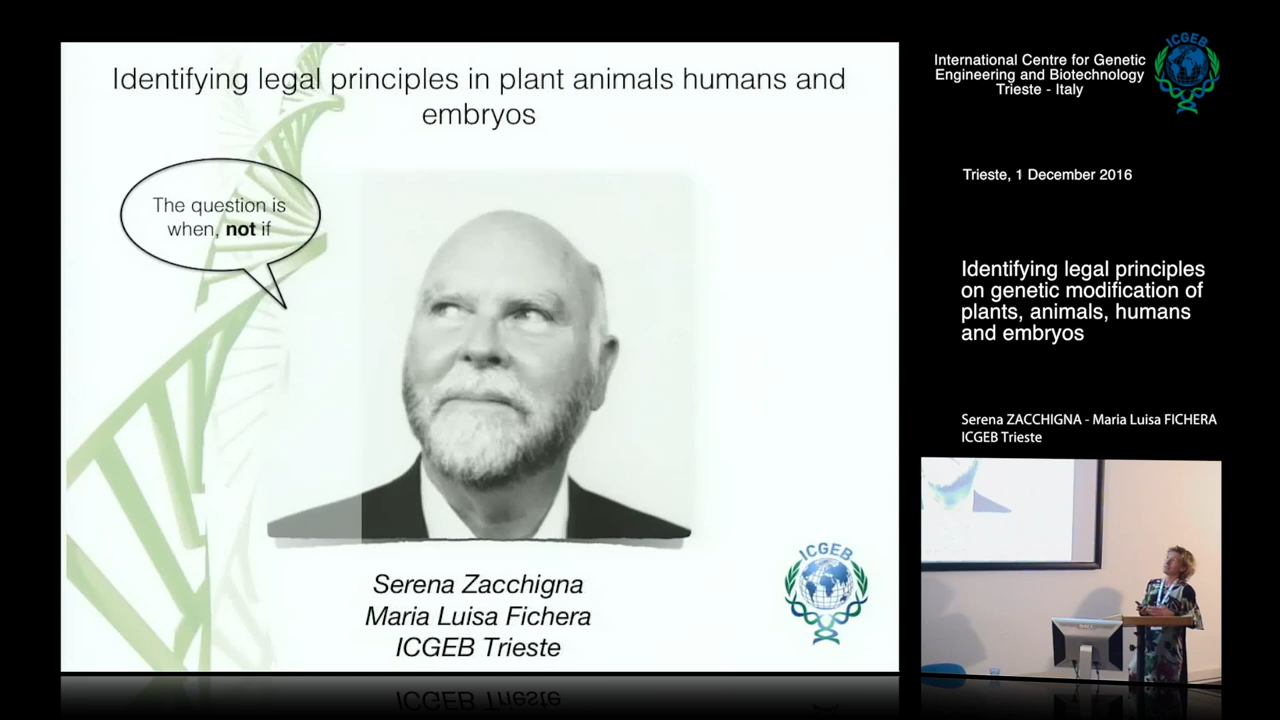 Identifying legal principles in plant animals humans and
embryos
The question is
when, not if
Serena Zacchigna
Maria Luisa Fichera
ICGEB Trieste
ICGEB
ICGEB Trieste
International Centre for Genetic
Engineering and Biotechnology
Trieste - Italy
ICGEB
Trieste, 1 December 2016
Identifying legal principles
on genetic modification of
plants, animals, humans
and embryos
Serena ZACCHIGNA - Maria Luisa FICHERA
ICGEB Trieste